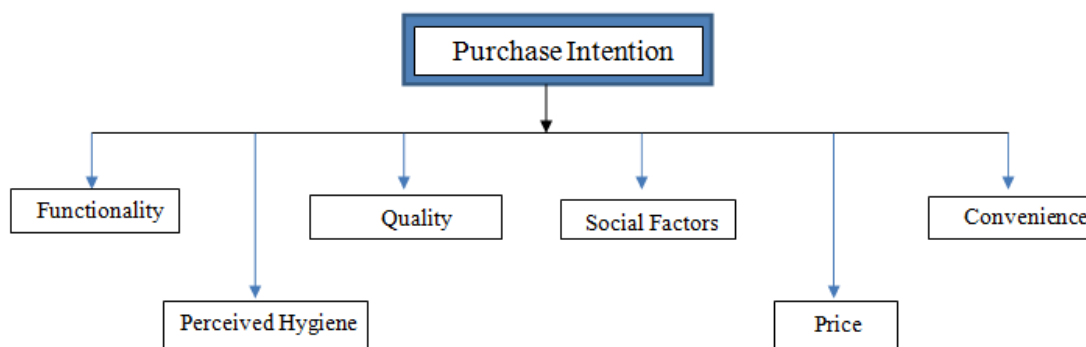 Purchase Intention
Functionality
Quality
Social Factors
Convenience
Perceived Hygiene
Price